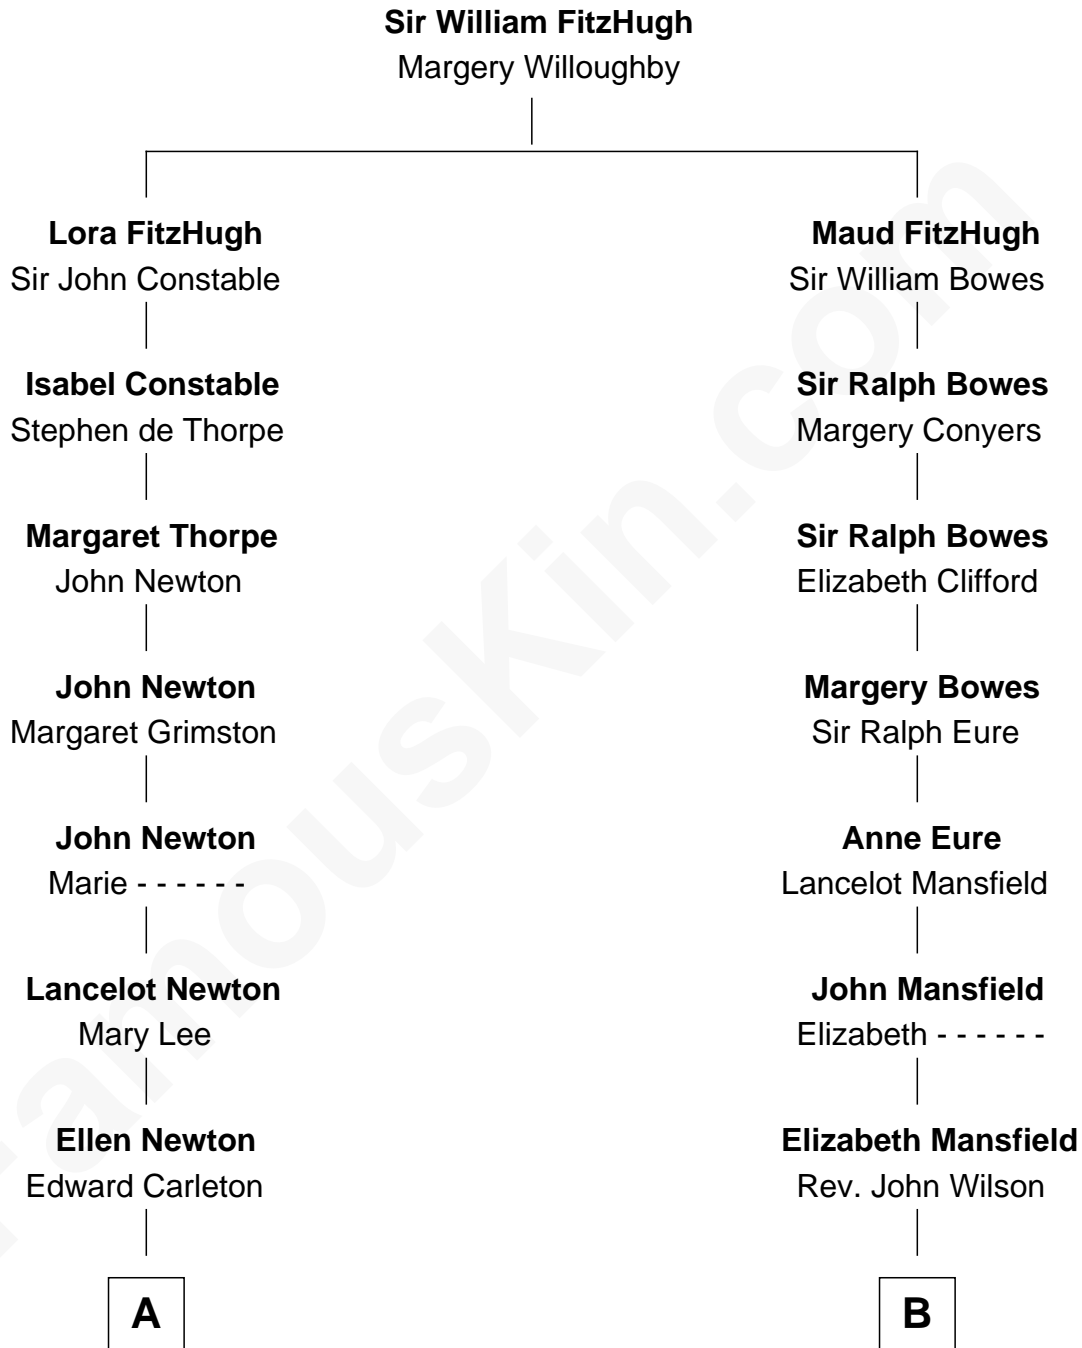 Sir William FitzHugh
Margery Willoughby
Lora FitzHugh
Sir John Constable
Maud FitzHugh
Sir William Bowes
Isabel Constable
Stephen de Thorpe
Sir Ralph Bowes
Margery Conyers
Margaret Thorpe
John Newton
Sir Ralph Bowes
Elizabeth Clifford
John Newton
Margaret Grimston
Margery Bowes
Sir Ralph Eure
John Newton
Marie - - - - - -
Anne Eure
Lancelot Mansfield
Lancelot Newton
Mary Lee
John Mansfield
Elizabeth - - - - - -
Ellen Newton
Edward Carleton
Elizabeth Mansfield
Rev. John Wilson
A
B
FamousKin.com